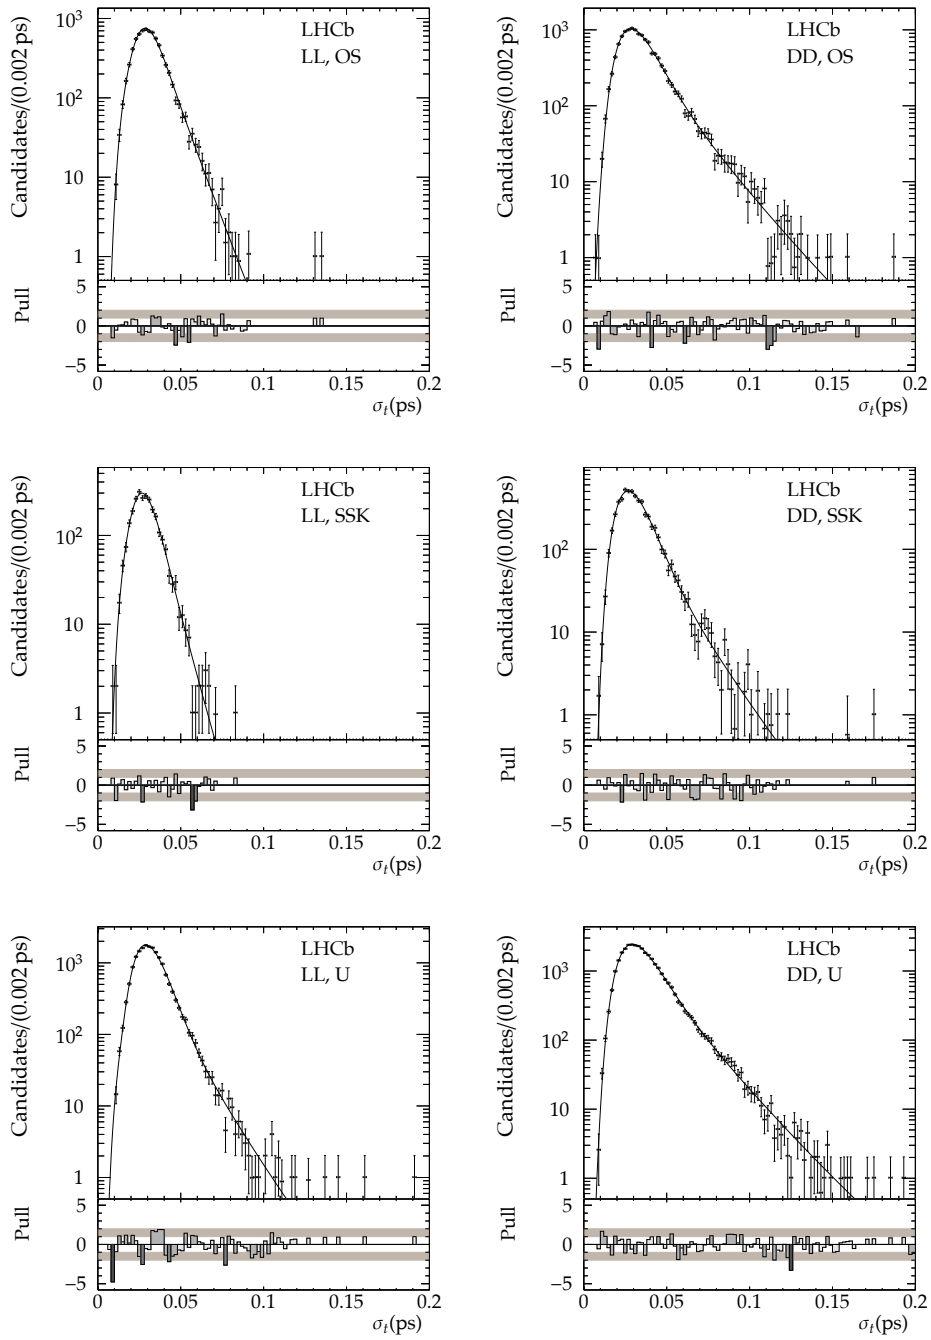 Candidates/(0.002 ps)
10³
10²
10
1
LHCb
LL, OS
Pull
5
0
−5
0 0.05 0.1 0.15 0.2
σt(ps)
Candidates/(0.002 ps)
10³
10²
10
1
LHCb
DD, OS
Pull
5
0
−5
0 0.05 0.1 0.15 0.2
σt(ps)
Candidates/(0.002 ps)
10²
10
1
LHCb
LL, SSK
Pull
5
0
−5
0 0.05 0.1 0.15 0.2
σt(ps)
Candidates/(0.002 ps)
10²
10
1
LHCb
DD, SSK
Pull
5
0
−5
0 0.05 0.1 0.15 0.2
σt(ps)
Candidates/(0.002 ps)
10³
10²
10
1
LHCb
LL, U
Pull
5
0
−5
0 0.05 0.1 0.15 0.2
σt(ps)
Candidates/(0.002 ps)
10³
10²
10
1
LHCb
DD, U
Pull
5
0
−5
0 0.05 0.1 0.15 0.2
σt(ps)